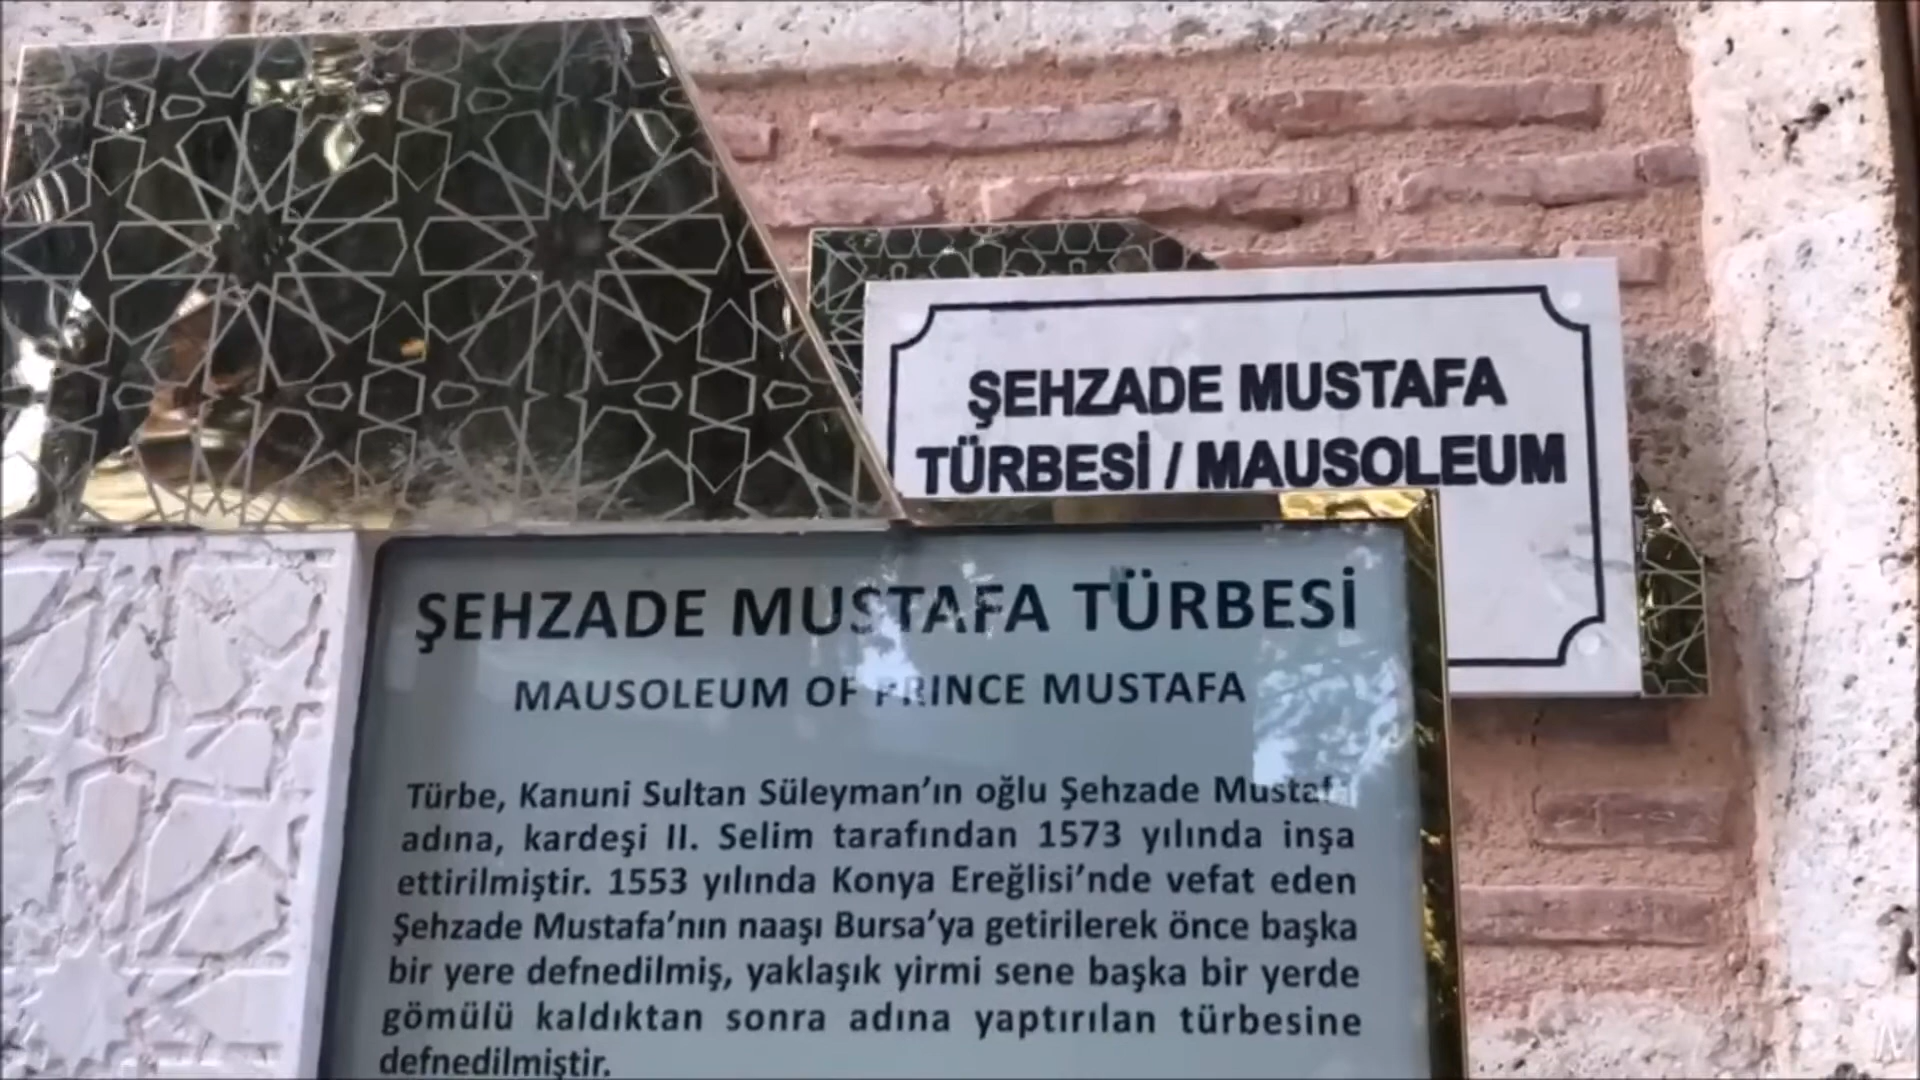 ŞEHZADE MUSTAFA
TÜRBESİ / MAUSOLEUM
ŞEHZADE MUSTAFA TÜRBESİ
MAUSOLEUM OF PRINCE MUSTAFA
Türbe, Kanuni Sultan Süleyman’ın oğlu Şehzade Mustafa
adına, kardeşi II. Selim tarafından 1573 yılında inşa
ettirilmiştir. 1553 yılında Konya Ereğlisi’nde vefat eden
Şehzade Mustafa’nın naaşı Bursa’ya getirilerek önce başka
bir yere defnedilmiş, yaklaşık yirmi sene başka bir yerde
gömülü kaldıktan sonra adına yaptırılan türbesine
defnedilmiştir.